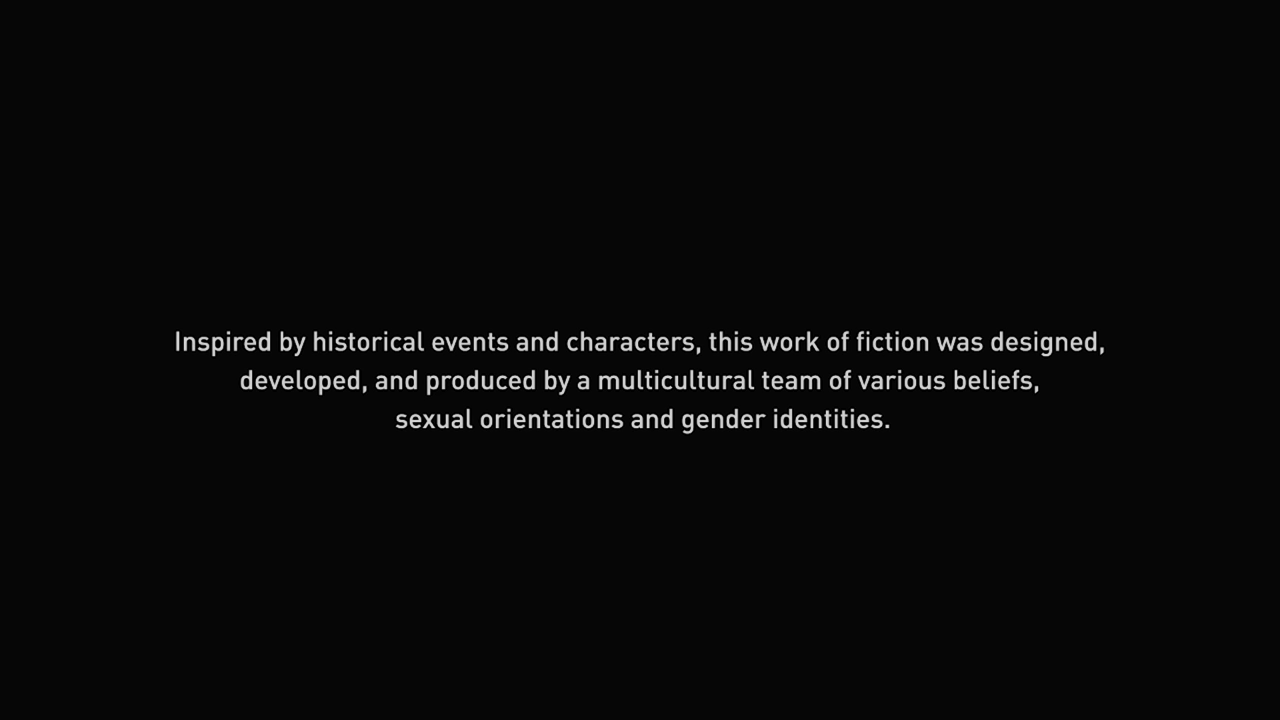 Inspired by historical events and characters, this work of fiction was designed,
developed, and produced by a multicultural team of various beliefs,
sexual orientations and gender identities.